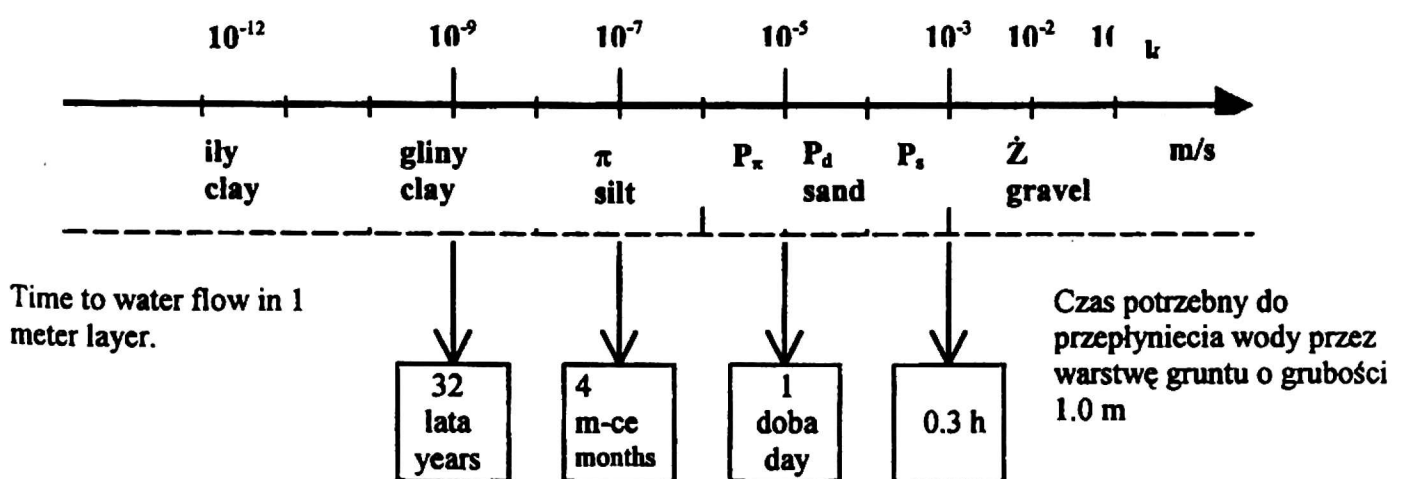 10⁻¹² 10⁻⁹ 10⁻⁷ 10⁻⁵ 10⁻³ 10⁻² k
iły gliny π Pπ Pd Ps Ż m/s
clay clay silt sand gravel
Time to water flow in 1
meter layer.
Czas potrzebny do
przepłyniecia wody przez
warstwę gruntu o grubości
1.0 m
32 4 1
lata m-ce doba 0.3 h
years months day